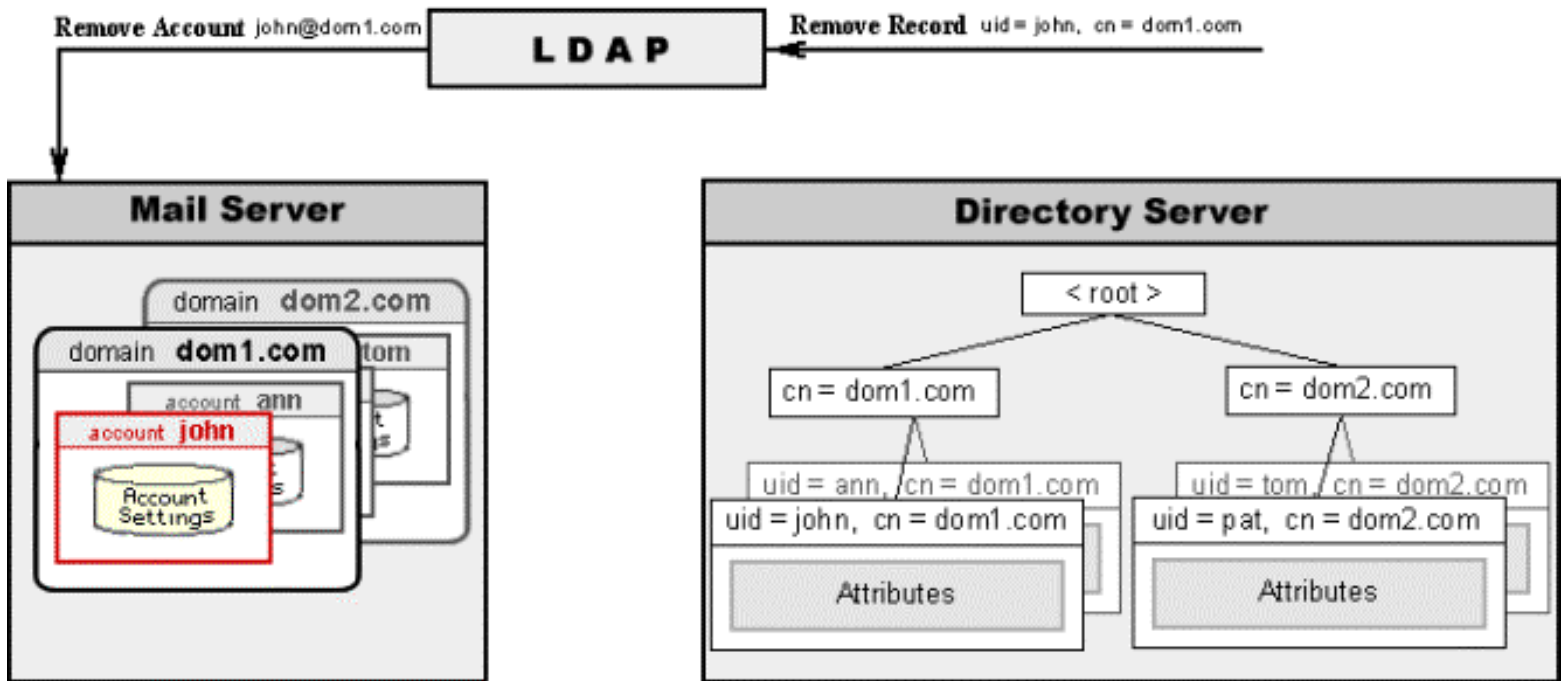 Remove Account john@dom1.com
LDAP
Remove Record uid = john, cn = dom1.com
Mail Server
domain dom2.com
tom
domain dom1.com
account ann
account john
Account
Settings
Directory Server
< root >
cn = dom1.com
cn = dom2.com
uid = ann, cn = dom1.com
uid = tom, cn = dom2.com
uid = john, cn = dom1.com
uid = pat, cn = dom2.com
Attributes
Attributes